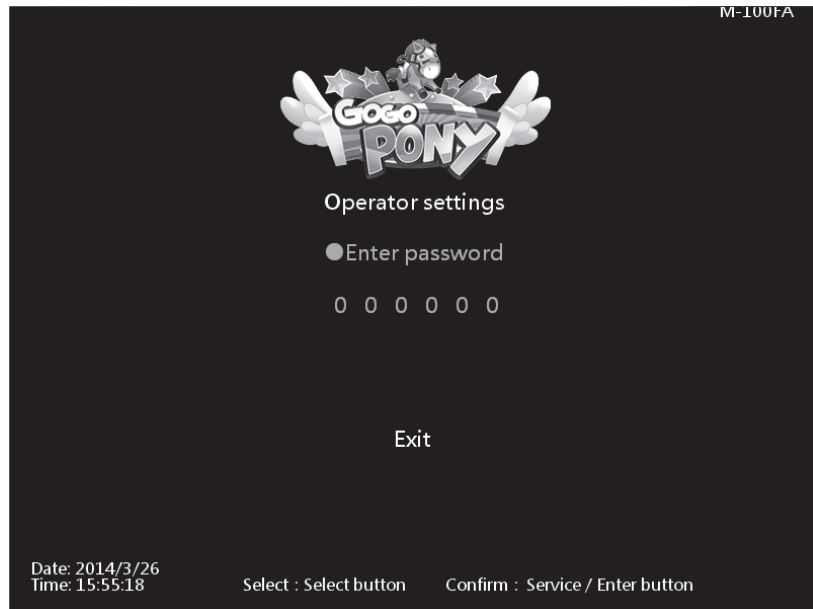 M-100FA
GOGO
PONY
Operator settings
●Enter password
0 0 0 0 0 0
Exit
Date: 2014/3/26
Time: 15:55:18
Select : Select button
Confirm : Service / Enter button